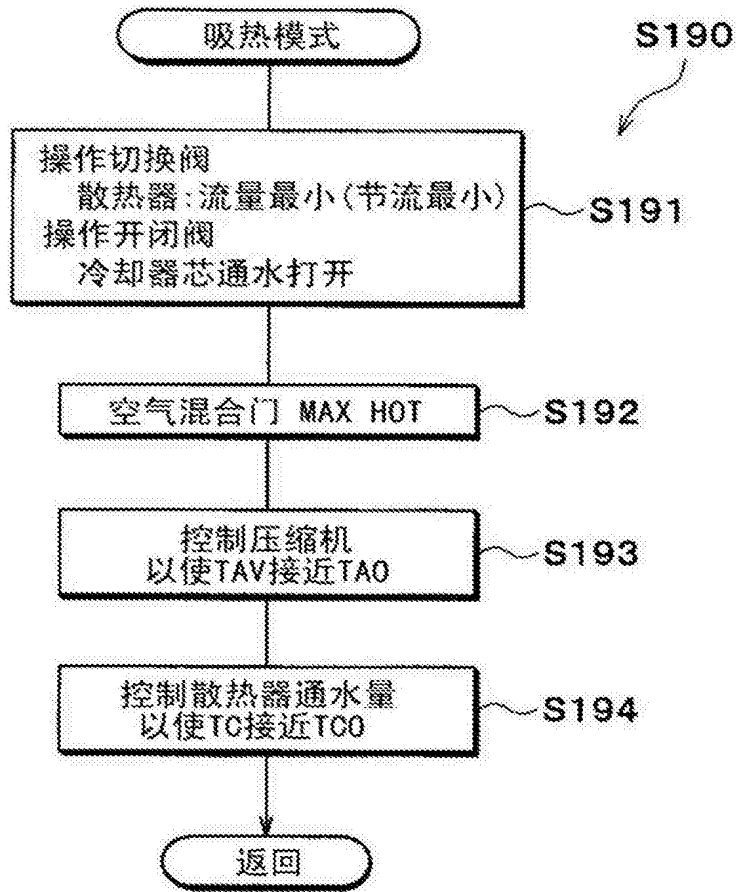 吸热模式
S190
操作切换阀
散热器:流量最小(节流最小)
操作开闭阀
冷却器芯通水打开
S191
空气混合门 MAX HOT
S192
控制压缩机
以使TAV接近TAO
S193
控制散热器通水量
以使TC接近TCO
S194
返回